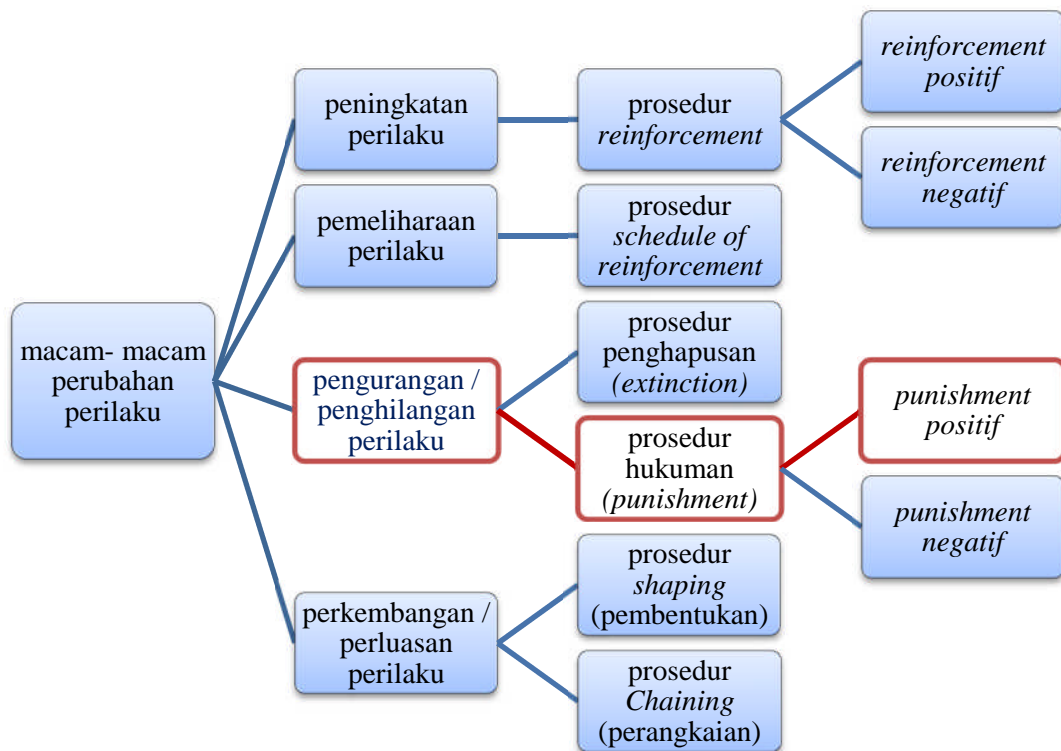 macam- macam
perubahan
perilaku
peningkatan
perilaku
prosedur
reinforcement
reinforcement
positif
reinforcement
negatif
pemeliharaan
perilaku
prosedur
schedule of
reinforcement
pengurangan /
penghilangan
perilaku
prosedur
penghapusan
(extinction)
prosedur
hukuman
(punishment)
punishment
positif
punishment
negatif
perkembangan /
perluasan
perilaku
prosedur
shaping
(pembentukan)
prosedur
Chaining
(perangkaian)